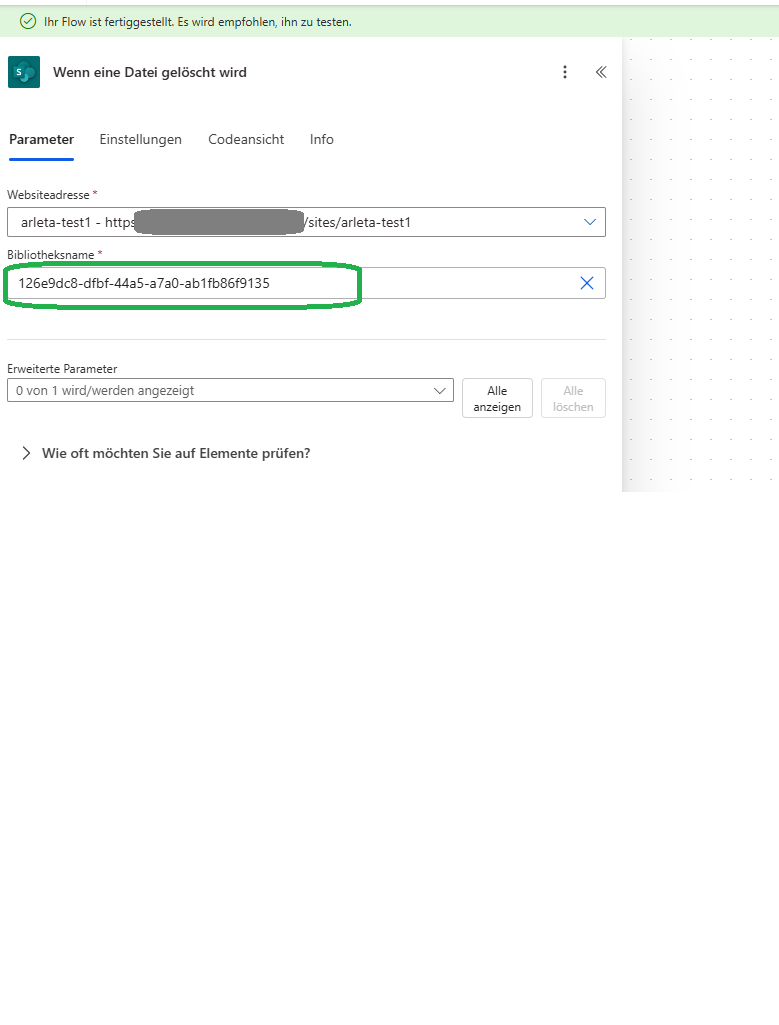 Ihr Flow ist fertiggestellt. Es wird empfohlen, ihn zu testen.
S
Wenn eine Datei gelöscht wird
Parameter Einstellungen Codeansicht Info
Websiteadresse *
arleta-test1 - https /sites/arleta-test1
Bibliotheksname *
126e9dc8-dfbf-44a5-a7a0-ab1fb86f9135
Erweiterte Parameter
0 von 1 wird/werden angezeigt
Alle
anzeigen
Alle
löschen
Wie oft möchten Sie auf Elemente prüfen?